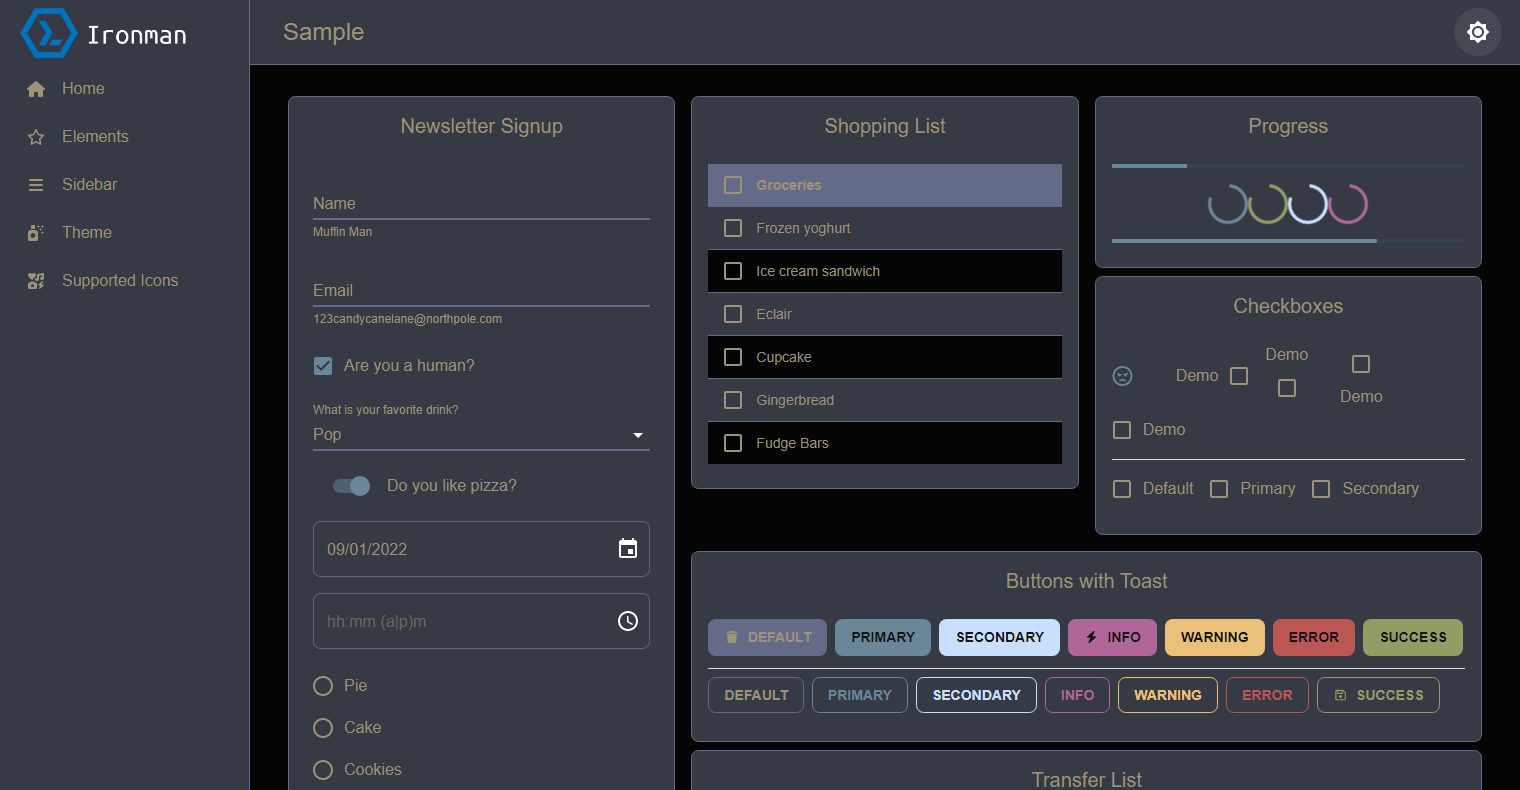 Ironman
Home
Elements
Sidebar
Theme
Supported Icons
Sample
Newsletter Signup
Name
Muffin Man
Email
123candycanelane@northpole.com
Are you a human?
What is your favorite drink?
Pop
Do you like pizza?
09/01/2022
hh:mm (a|p)m
Pie
Cake
Cookies
Shopping List
Groceries
Frozen yoghurt
Ice cream sandwich
Eclair
Cupcake
Gingerbread
Fudge Bars
Progress
Checkboxes
Demo
Demo
Demo
Demo
Default Primary Secondary
Buttons with Toast
DEFAULT PRIMARY SECONDARY INFO WARNING ERROR SUCCESS
DEFAULT PRIMARY SECONDARY INFO WARNING ERROR SUCCESS
Transfer List